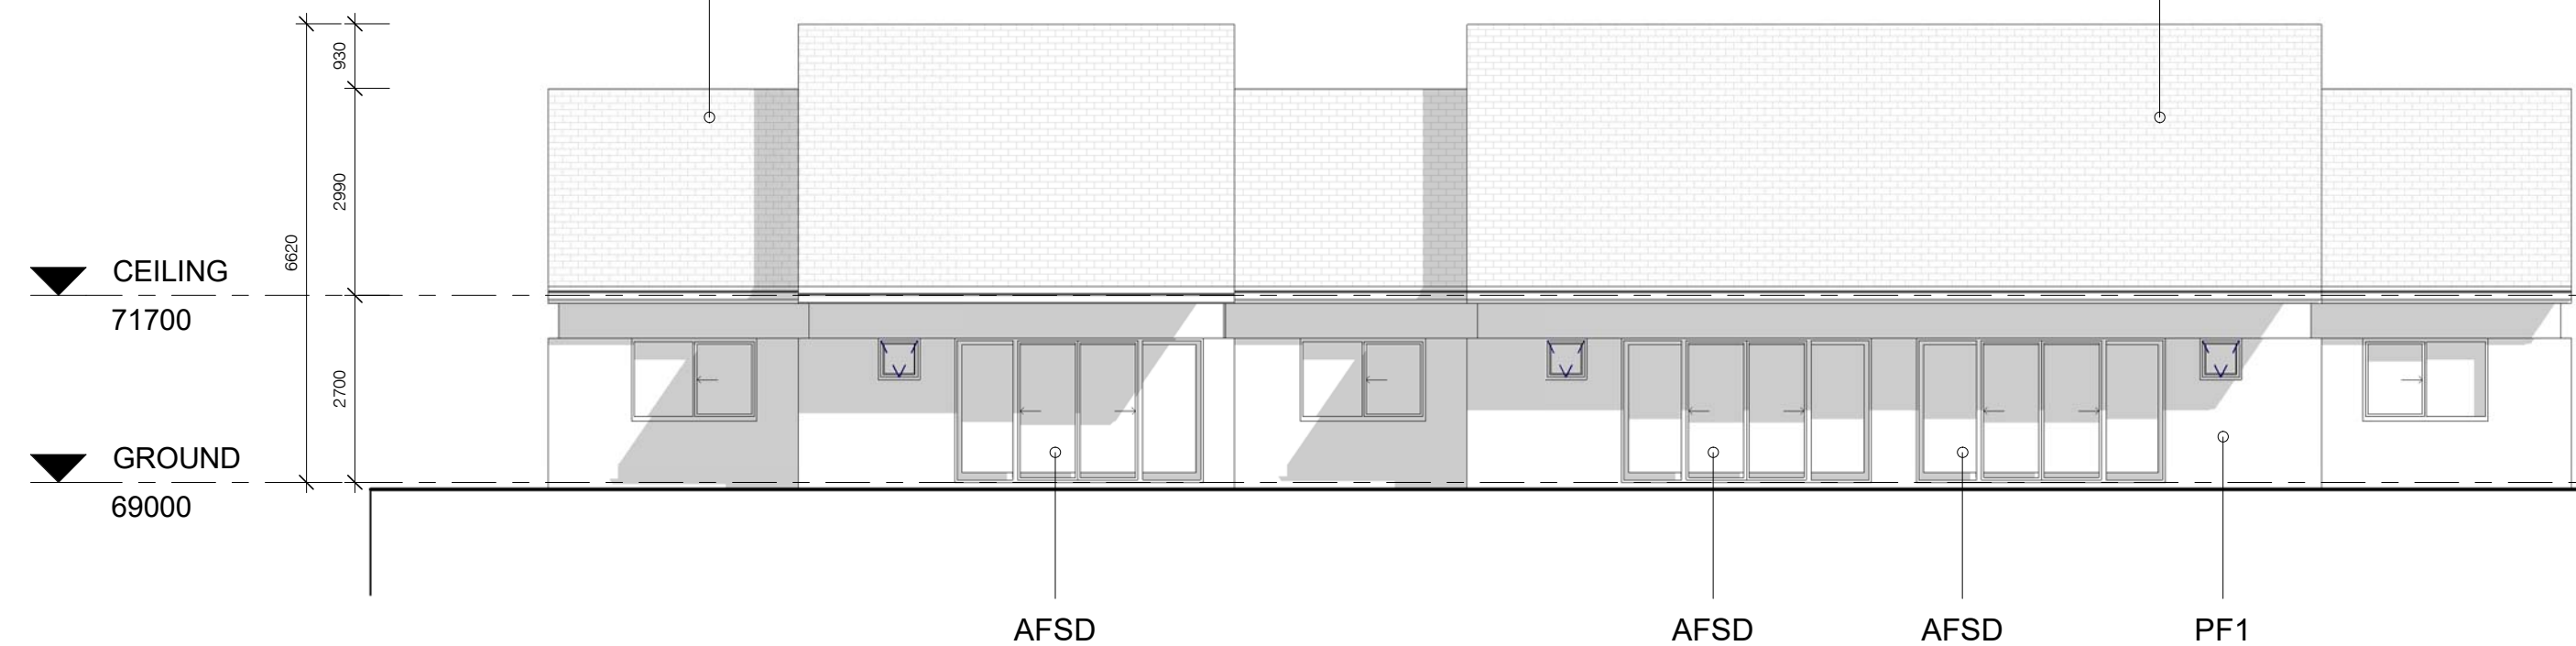 930
2990
6620
CEILING
71700
2700
GROUND
69000
AFSD
AFSD
AFSD
PF1